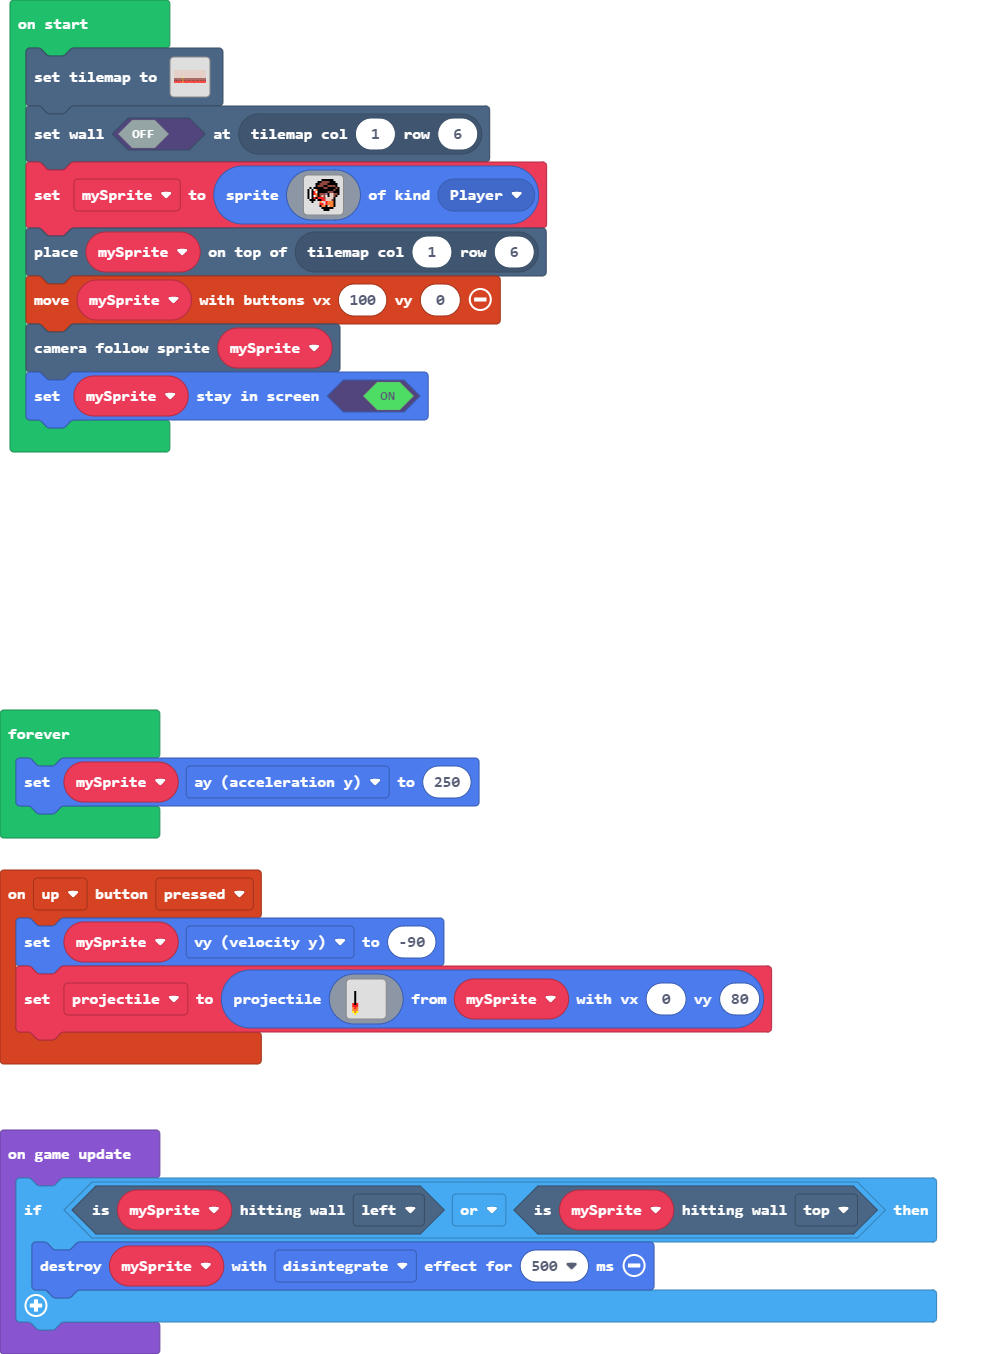 on start
set tilemap to
set wall OFF at tilemap col 1 row 6
set mySprite to sprite of kind Player
place mySprite on top of tilemap col 1 row 6
move mySprite with buttons vx 100 vy 0
camera follow sprite mySprite
set mySprite stay in screen ON
forever
set mySprite ay (acceleration y) to 250
on up button pressed
set mySprite vy (velocity y) to -90
set projectile to projectile from mySprite with vx 0 vy 80
on game update
if is mySprite hitting wall left or is mySprite hitting wall top then
destroy mySprite with disintegrate effect for 500 ms